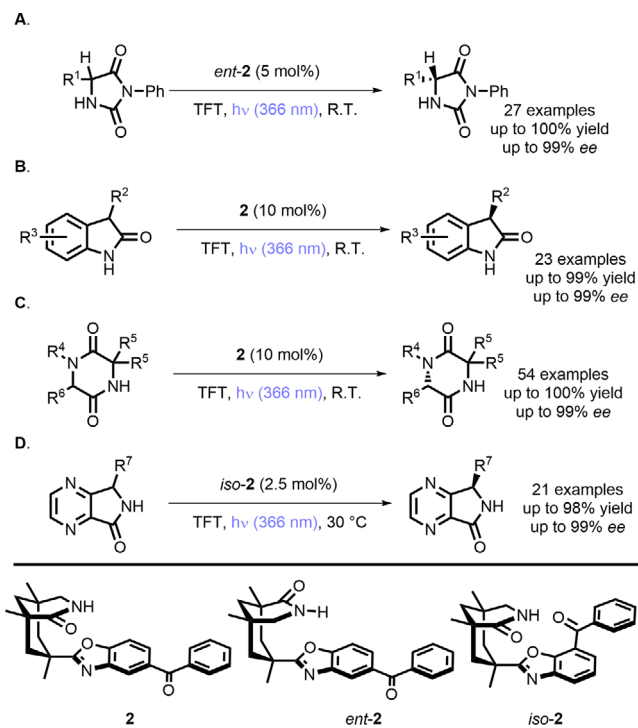 A.
H
O
R¹
N–Ph
HN
O
ent-2 (5 mol%)
TFT, hν (366 nm), R.T.
H
O
R¹
N–Ph
HN
O
27 examples
up to 100% yield
up to 99% ee
B.
R²
R³
O
N
H
2 (10 mol%)
TFT, hν (366 nm), R.T.
R²
R³
O
N
H
23 examples
up to 99% yield
up to 99% ee
C.
O
R⁴
R⁵
N
R⁵
NH
R⁶
O
2 (10 mol%)
TFT, hν (366 nm), R.T.
O
R⁴
R⁵
N
R⁵
NH
R⁶
O
54 examples
up to 100% yield
up to 99% ee
D.
R⁷
N
NH
N
O
iso-2 (2.5 mol%)
TFT, hν (366 nm), 30 °C
R⁷
N
NH
N
O
21 examples
up to 98% yield
up to 99% ee
NH
O
O
N
O
2
O
N–H
O
N
O
ent-2
NH
O
O
O
N
iso-2